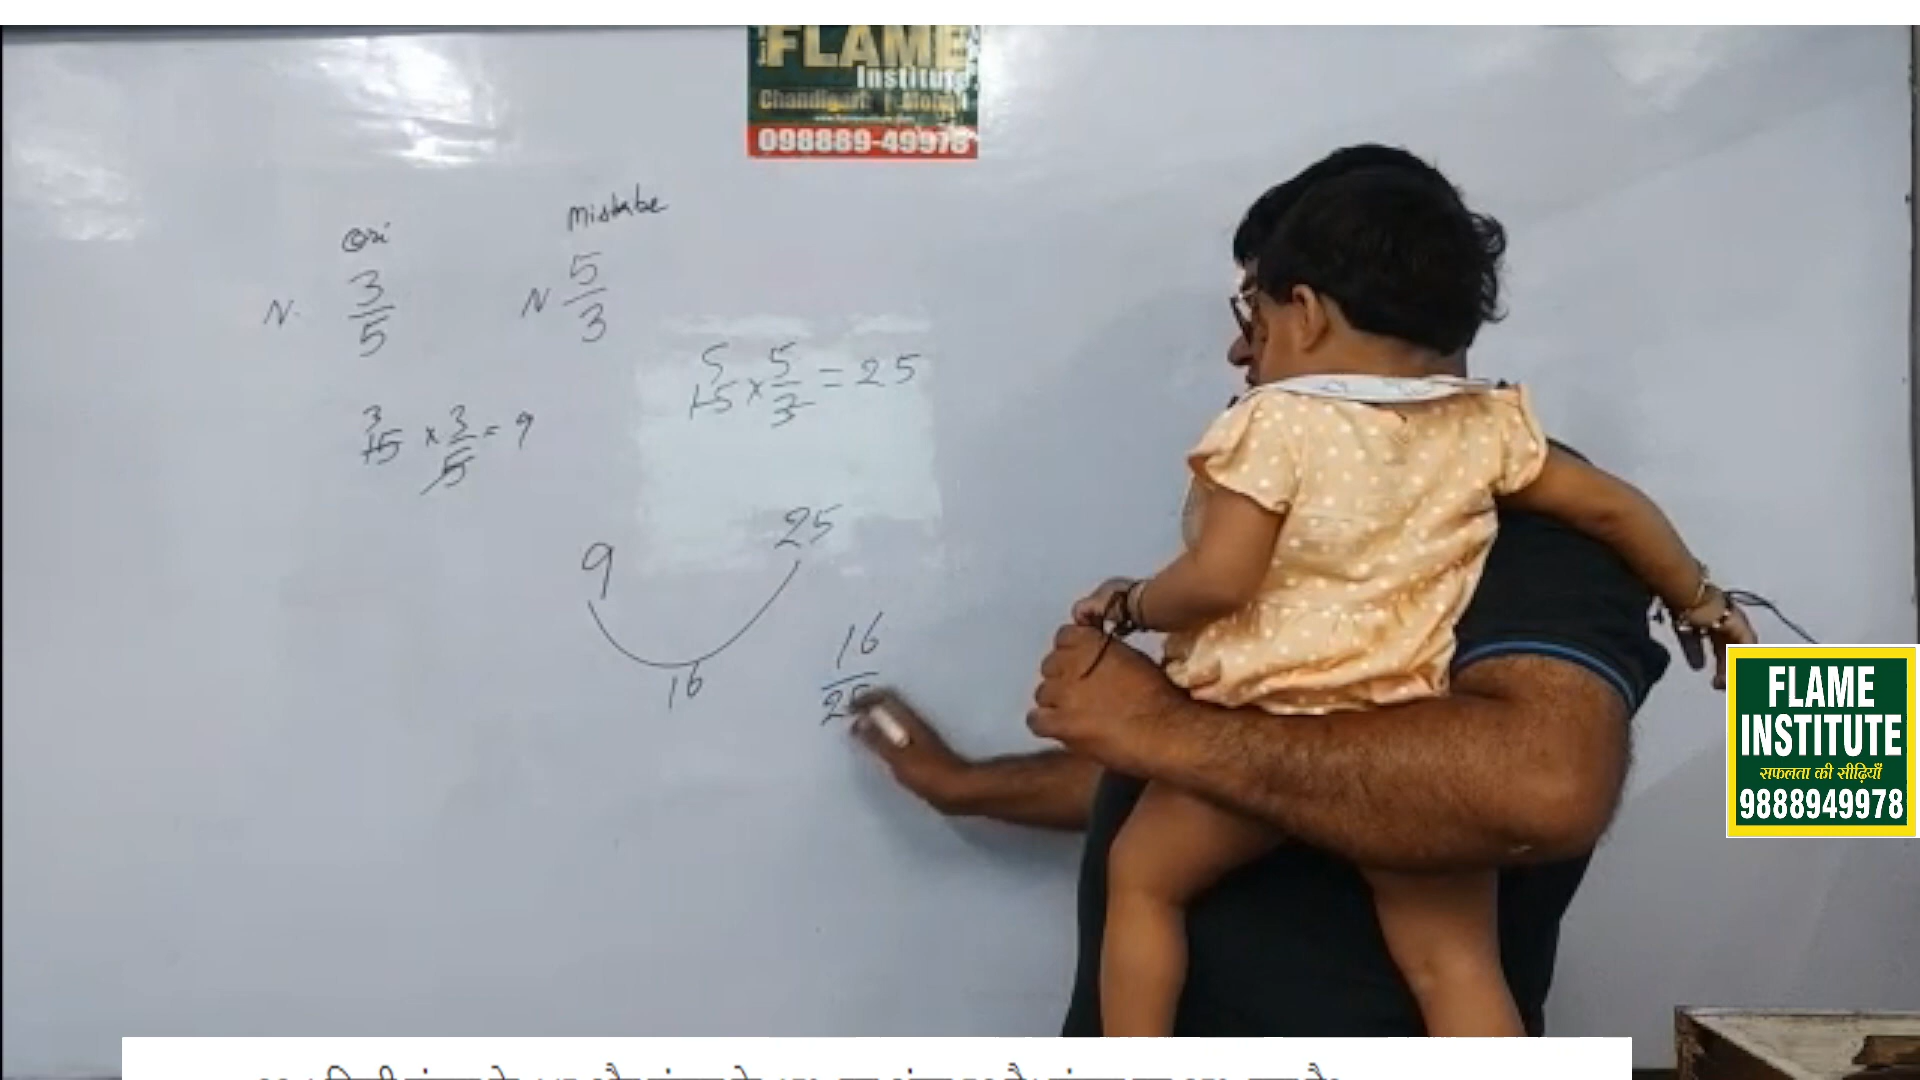 FLAME
Institute
Chandigarh | Mohali
098889-49978
Ori
Mistake
N. 3/5
N 5/3
15 × 3/5 = 9
3
15 × 5/3 = 25
5
9
25
16
16/25
FLAME
INSTITUTE
सफलता की सीढ़ियाँ
9888949978